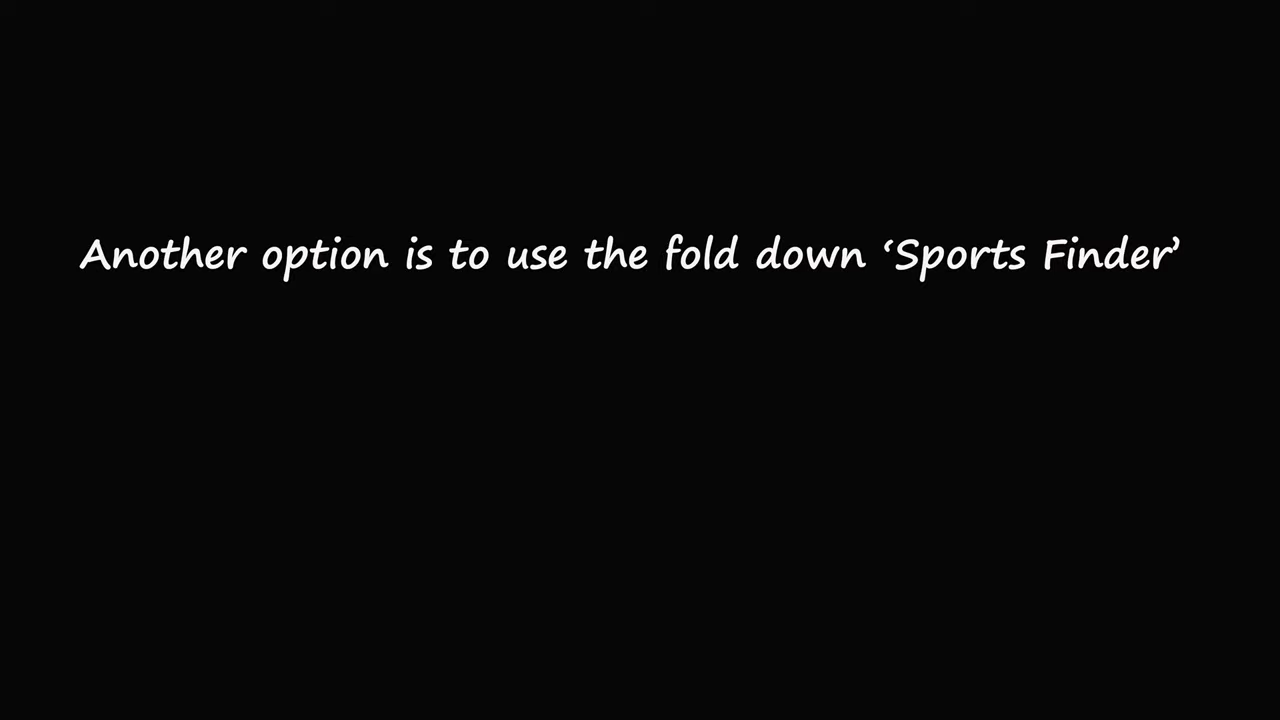 Another option is to use the fold down ‘Sports Finder’